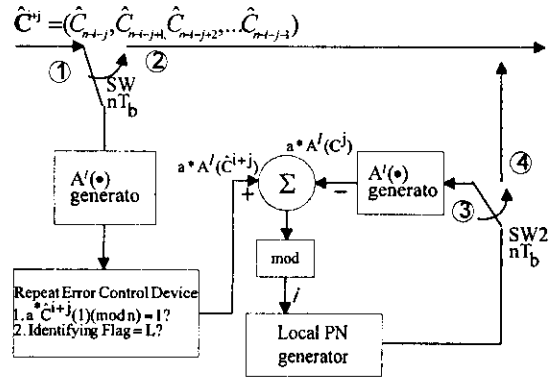 Ĉ^{i+j} = (Ĉ_{n-i-j}, Ĉ_{n-i-j+1}, Ĉ_{n-i-j+2}, ...Ĉ_{n-i-j-1})
① ②
SW
nT_b
A^l(•)
generato
a*A^l(Ĉ^{i+j})
+
Σ
a*A^l(C^j)
−
A^l(•)
generato
③ ④
SW2
nT_b
mod
i
Repeat Error Control Device
1. a*Ĉ^{i+j}(1)(mod n) = I?
2. Identifying Flag = L?
Local PN
generator